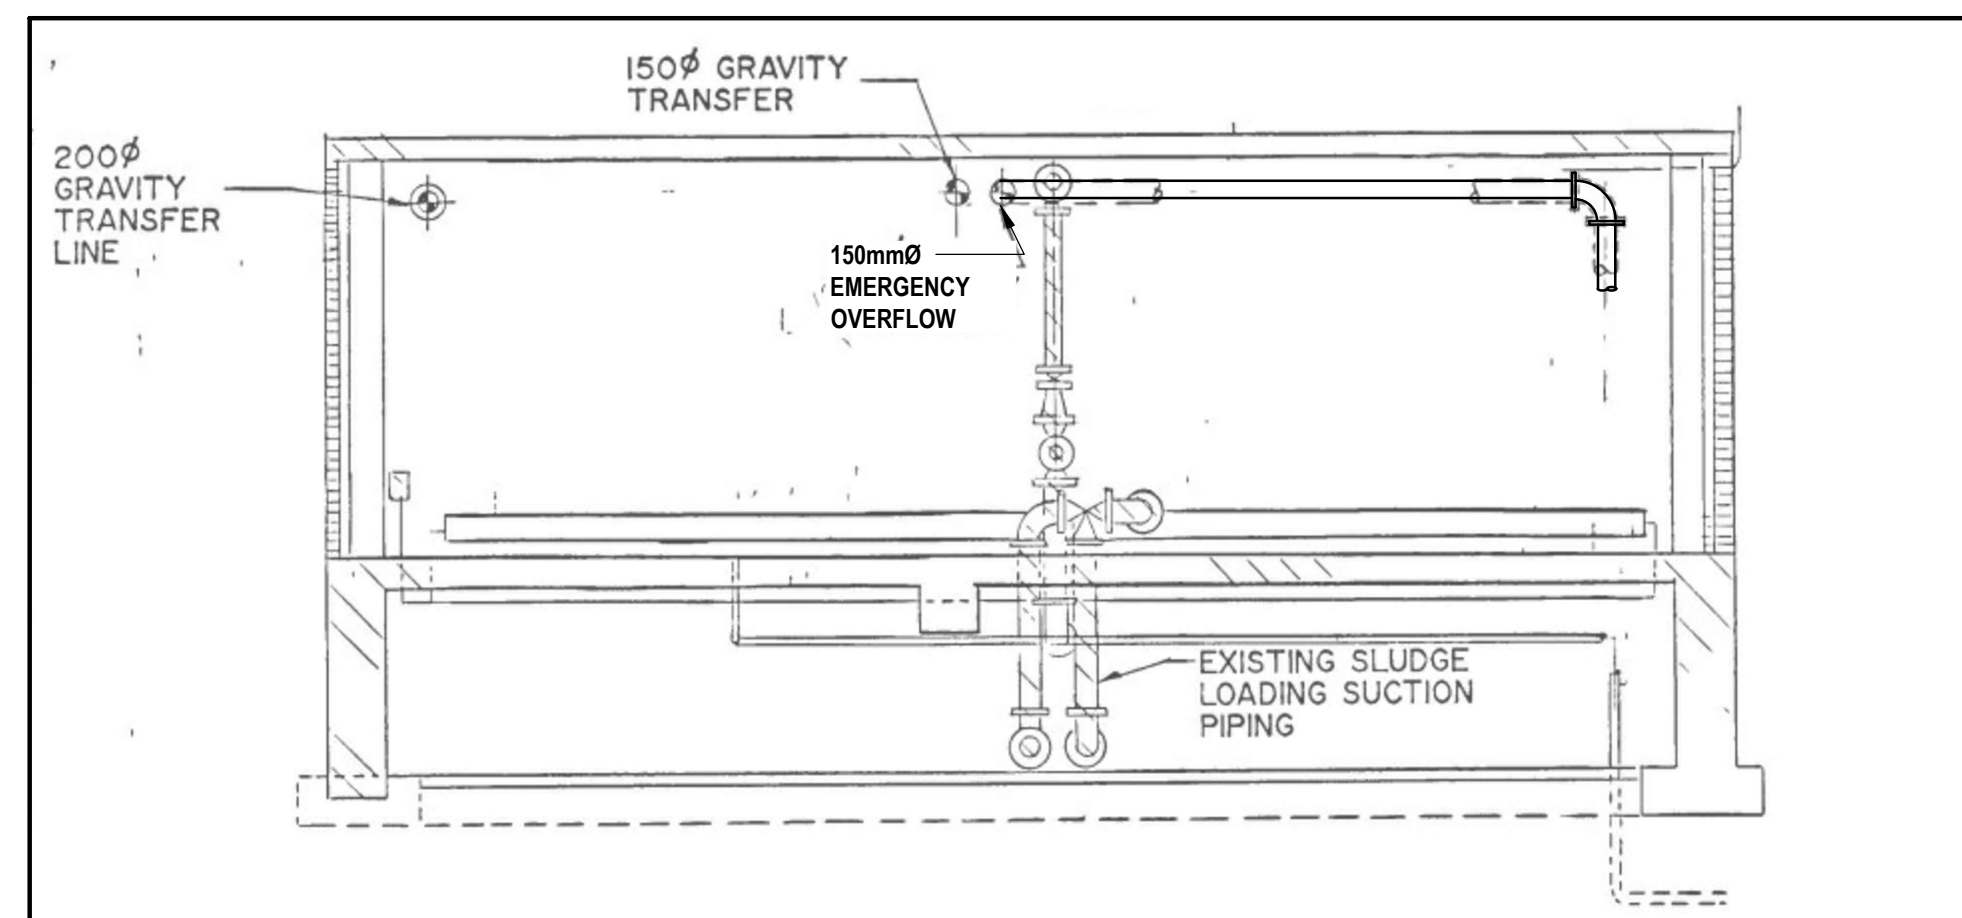 150Ø GRAVITY
TRANSFER
200Ø
GRAVITY
TRANSFER
LINE
150mmØ
EMERGENCY
OVERFLOW
EXISTING SLUDGE
LOADING SUCTION
PIPING